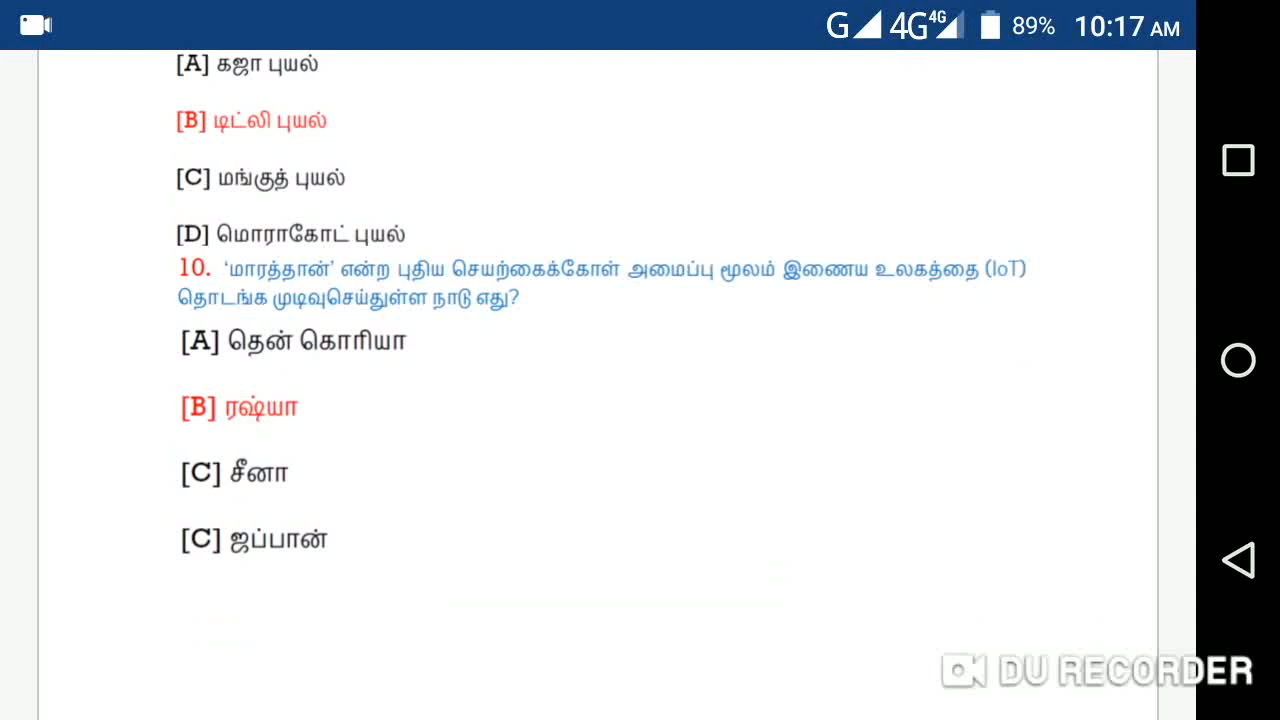 G 4G 4G 89% 10:17 AM
[A] கஜா புயல்
[B] டிட்லி புயல்
[C] மங்குத் புயல்
[D] மொராகோட் புயல்
10. ‘மாரத்தான்’ என்ற புதிய செயற்கைக்கோள் அமைப்பு மூலம் இணைய உலகத்தை (IoT)
தொடங்க முடிவுசெய்துள்ள நாடு எது?
[A] தென் கொரியா
[B] ரஷ்யா
[C] சீனா
[C] ஜப்பான்
DU RECORDER